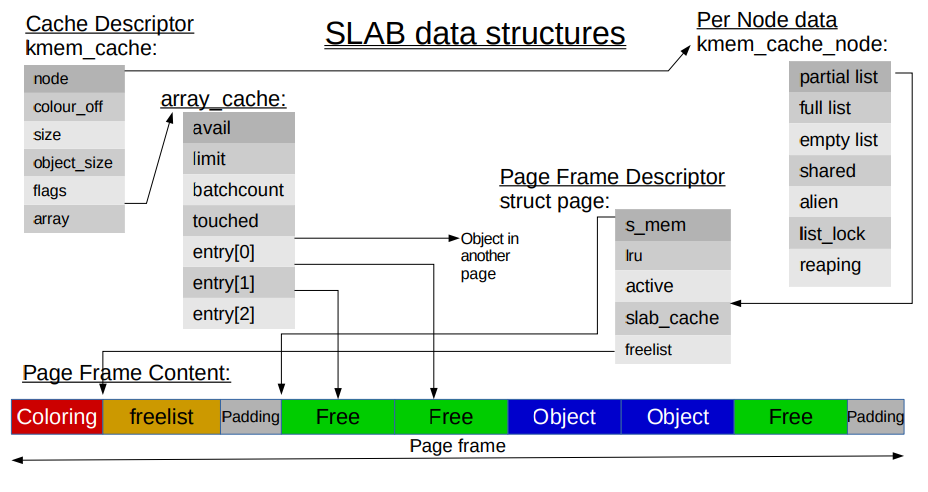 SLAB data structures
Cache Descriptor
kmem_cache:
node
colour_off
size
object_size
flags
array
array_cache:
avail
limit
batchcount
touched
entry[0]
entry[1]
entry[2]
Object in
another
page
Per Node data
kmem_cache_node:
partial list
full list
empty list
shared
alien
list_lock
reaping
Page Frame Descriptor
struct page:
s_mem
lru
active
slab_cache
freelist
Page Frame Content:
Coloring
freelist
Padding
Free
Free
Object
Object
Free
Padding
Page frame